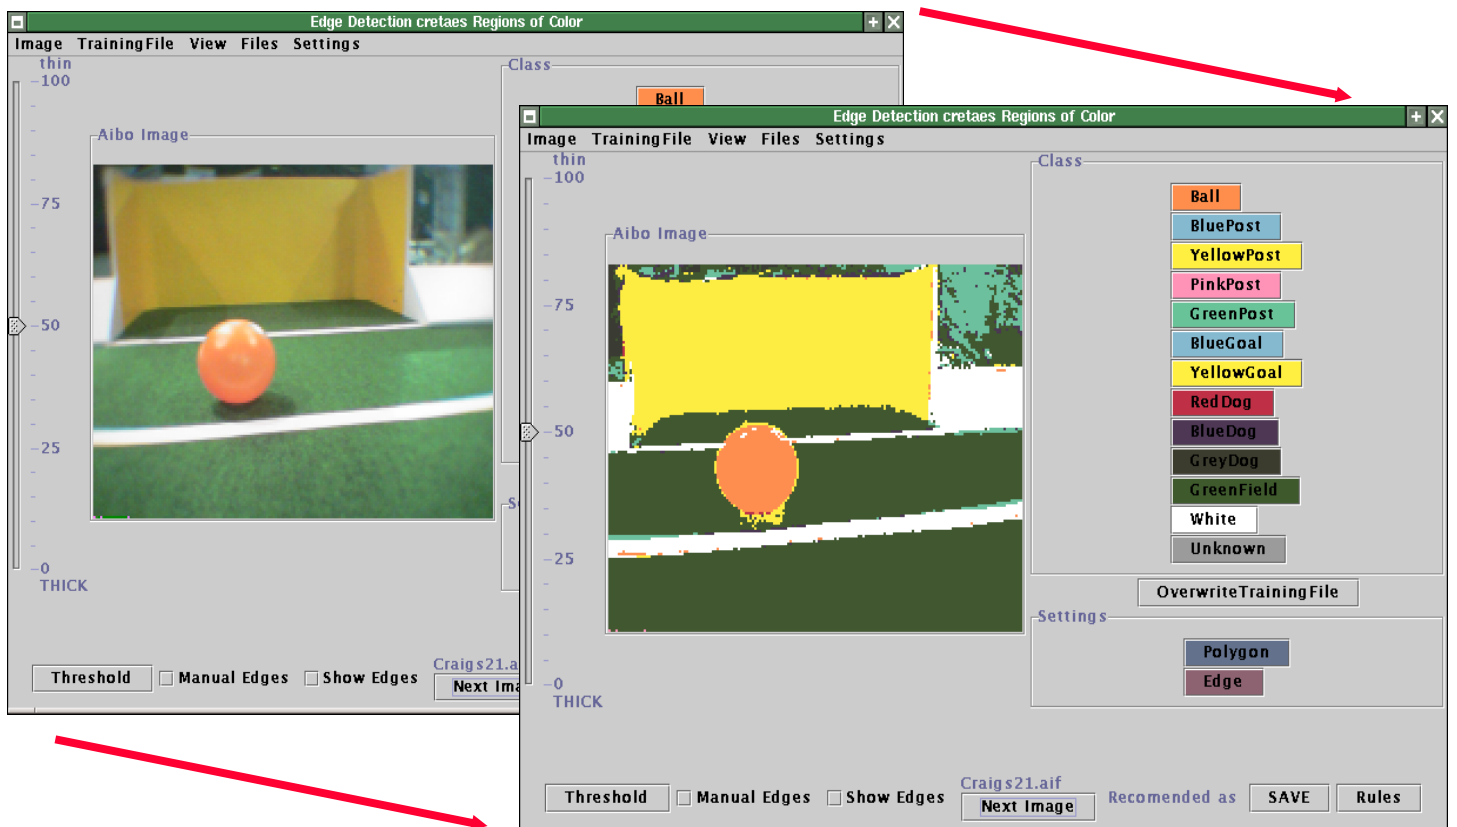 Edge Detection cretaes Regions of Color
Image TrainingFile View Files Settings
thin
100
75
50
25
0
THICK
Aibo Image
Class
Ball
Threshold
Manual Edges
Show Edges
Craigs21.a
Next Ima
Edge Detection cretaes Regions of Color
Image TrainingFile View Files Settings
thin
100
75
50
25
0
THICK
Aibo Image
Class
Ball
BluePost
YellowPost
PinkPost
GreenPost
BlueGoal
YellowGoal
RedDog
BlueDog
GreyDog
GreenField
White
Unknown
OverwriteTrainingFile
Settings
Polygon
Edge
Threshold
Manual Edges
Show Edges
Craigs21.aif
Next Image
Recomended as
SAVE
Rules